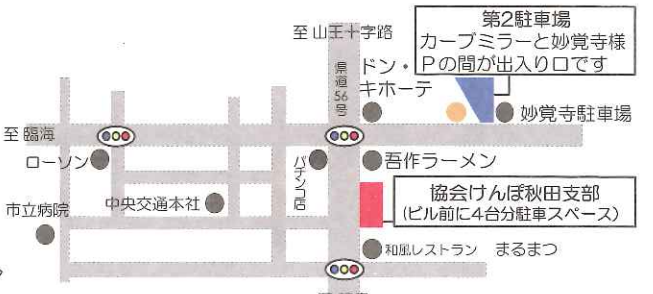 至山王十字路
第2駐車場
カーブミラーと妙覚寺様
Pの間が出入り口です
県道56号
ドン・
キホーテ
妙覚寺駐車場
至臨海
ローソン
パチンコ店
吾作ラーメン
市立病院
中央交通本社
協会けんぽ秋田支部
(ビル前に4台分駐車スペース)
和風レストラン まるまつ